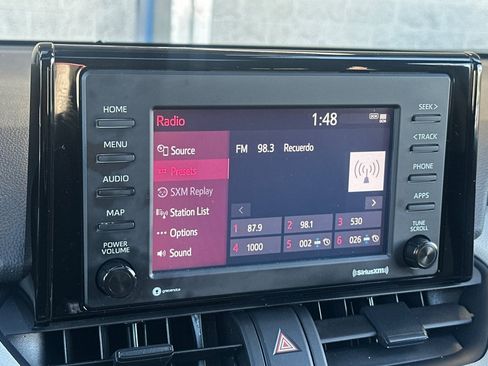 HOME
MENU
AUDIO
MAP
POWER
VOLUME
Radio
1:48
DCM
Source
Presets
SXM Replay
Station List
Options
Sound
FM 98.3 Recuerdo
1 87.9
2 98.1
3 530
4 1000
5 002
6 026
SEEK >
< TRACK
PHONE
APPS
TUNE
SCROLL
gracenote
SiriusXM